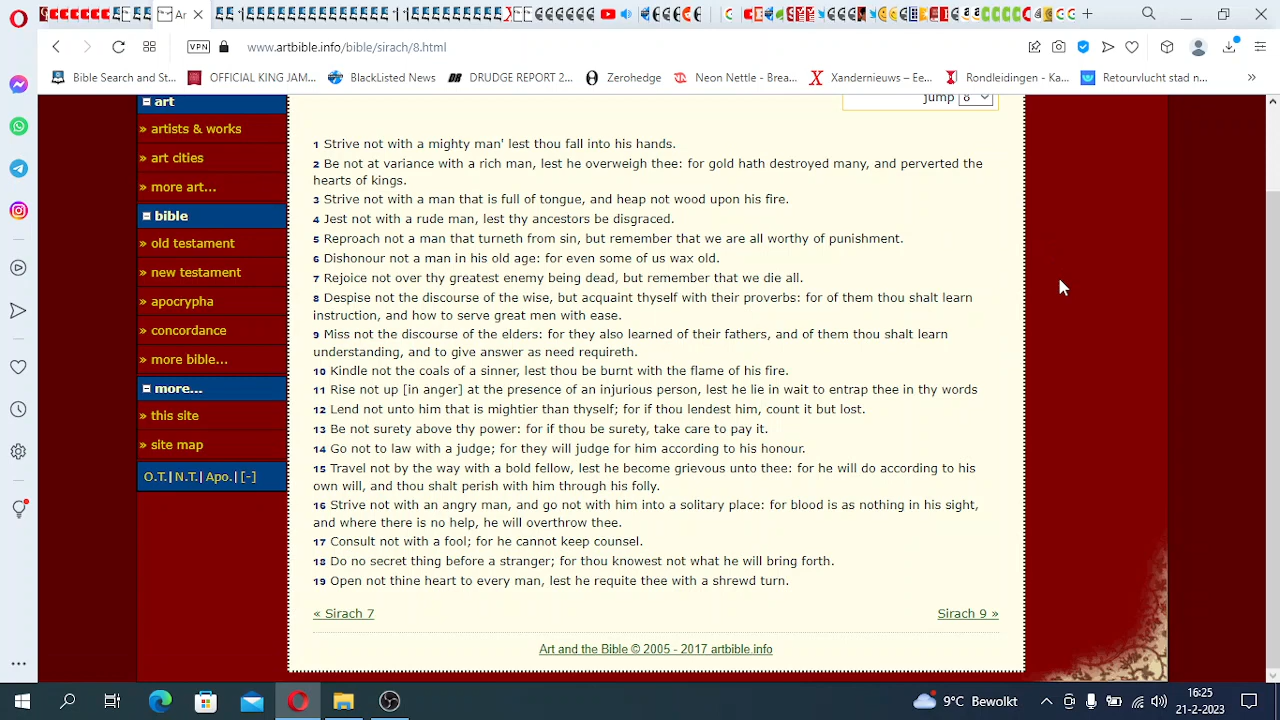 Ar
VPN
www.artbible.info/bible/sirach/8.html
Bible Search and St...
OFFICIAL KING JAM...
BlackListed News
DRUDGE REPORT 2...
Zerohedge
Neon Nettle - Brea...
Xandernieuws – Ee...
Rondleidingen - Ka...
Retourvlucht stad n...
»
art
» artists & works
» art cities
» more art...
bible
» old testament
» new testament
» apocrypha
» concordance
» more bible...
more...
» this site
» site map
O.T.|N.T.|Apo.|[-]
jump 8
1 Strive not with a mighty man' lest thou fall into his hands.
2 Be not at variance with a rich man, lest he overweigh thee: for gold hath destroyed many, and perverted the
hearts of kings.
3 Strive not with a man that is full of tongue, and heap not wood upon his fire.
4 Jest not with a rude man, lest thy ancestors be disgraced.
5 Reproach not a man that turneth from sin, but remember that we are all worthy of punishment.
6 Dishonour not a man in his old age: for even some of us wax old.
7 Rejoice not over thy greatest enemy being dead, but remember that we die all.
8 Despise not the discourse of the wise, but acquaint thyself with their proverbs: for of them thou shalt learn
instruction, and how to serve great men with ease.
9 Miss not the discourse of the elders: for they also learned of their fathers, and of them thou shalt learn
understanding, and to give answer as need requireth.
10 Kindle not the coals of a sinner, lest thou be burnt with the flame of his fire.
11 Rise not up [in anger] at the presence of an injurious person, lest he lie in wait to entrap thee in thy words
12 Lend not unto him that is mightier than thyself; for if thou lendest him, count it but lost.
13 Be not surety above thy power: for if thou be surety, take care to pay it.
14 Go not to law with a judge; for they will judge for him according to his honour.
15 Travel not by the way with a bold fellow, lest he become grievous unto thee: for he will do according to his
own will, and thou shalt perish with him through his folly.
16 Strive not with an angry man, and go not with him into a solitary place: for blood is as nothing in his sight,
and where there is no help, he will overthrow thee.
17 Consult not with a fool; for he cannot keep counsel.
18 Do no secret thing before a stranger; for thou knowest not what he will bring forth.
19 Open not thine heart to every man, lest he requite thee with a shrewd turn.
« Sirach 7
Sirach 9 »
Art and the Bible © 2005 - 2017 artbible.info
9°C Bewolkt
16:25
21-2-2023